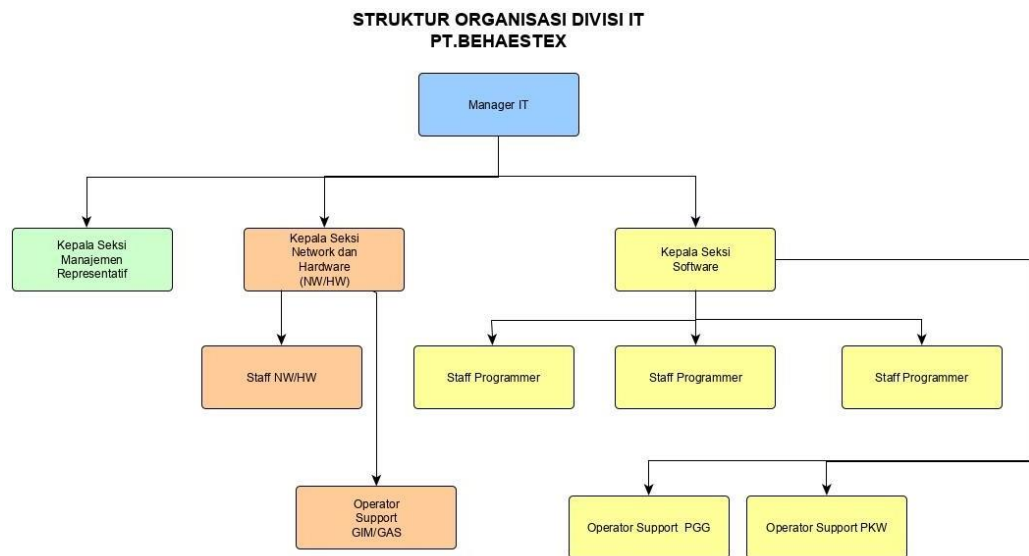 STRUKTUR ORGANISASI DIVISI IT
PT.BEHAESTEX
Manager IT
Kepala Seksi
Manajemen
Representatif
Kepala Seksi
Network dan
Hardware
(NW/HW)
Kepala Seksi
Software
Staff NW/HW
Staff Programmer
Staff Programmer
Staff Programmer
Operator
Support
GIM/GAS
Operator Support PGG
Operator Support PKW